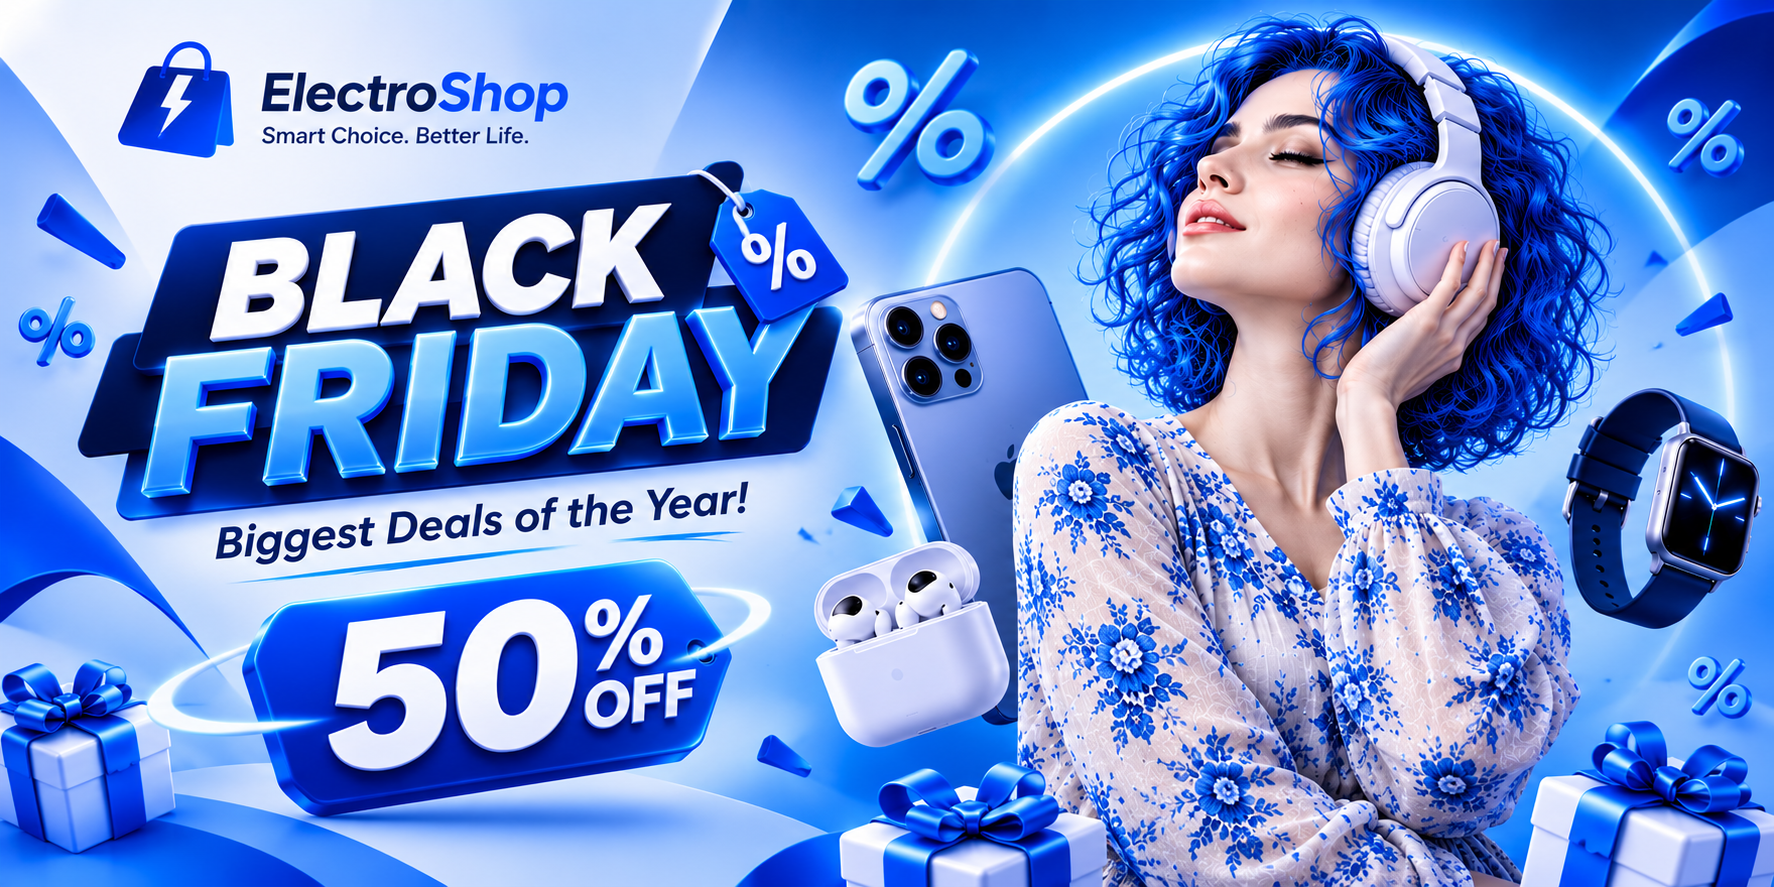 ElectroShop
Smart Choice. Better Life.
BLACK
%
FRIDAY
Biggest Deals of the Year!
50% OFF
%
%
%
%